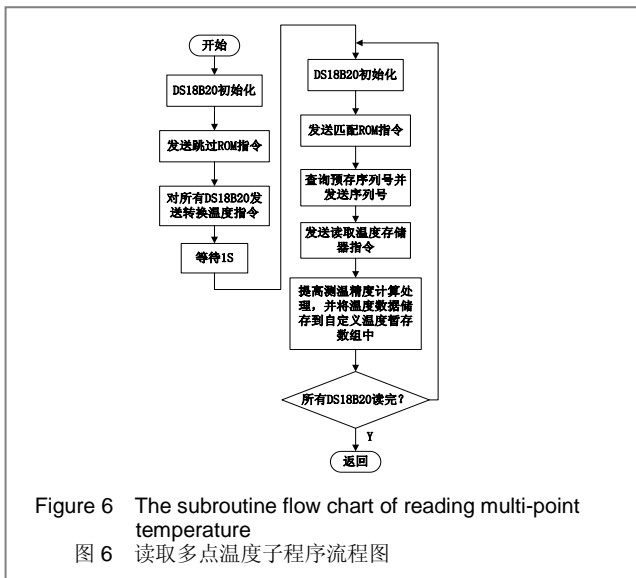 开始
DS18B20初始化
发送跳过ROM指令
对所有DS18B20发
送转换温度指令
等待1S
DS18B20初始化
发送匹配ROM指令
查询预存序列号并
发送序列号
发送读取温度存储
器指令
提高测温精度计算处
理，并将温度数据储
存到自定义温度暂存
数组中
所有DS18B20读完?
Y
返回
Figure 6 The subroutine flow chart of reading multi-point
temperature
图 6 读取多点温度子程序流程图